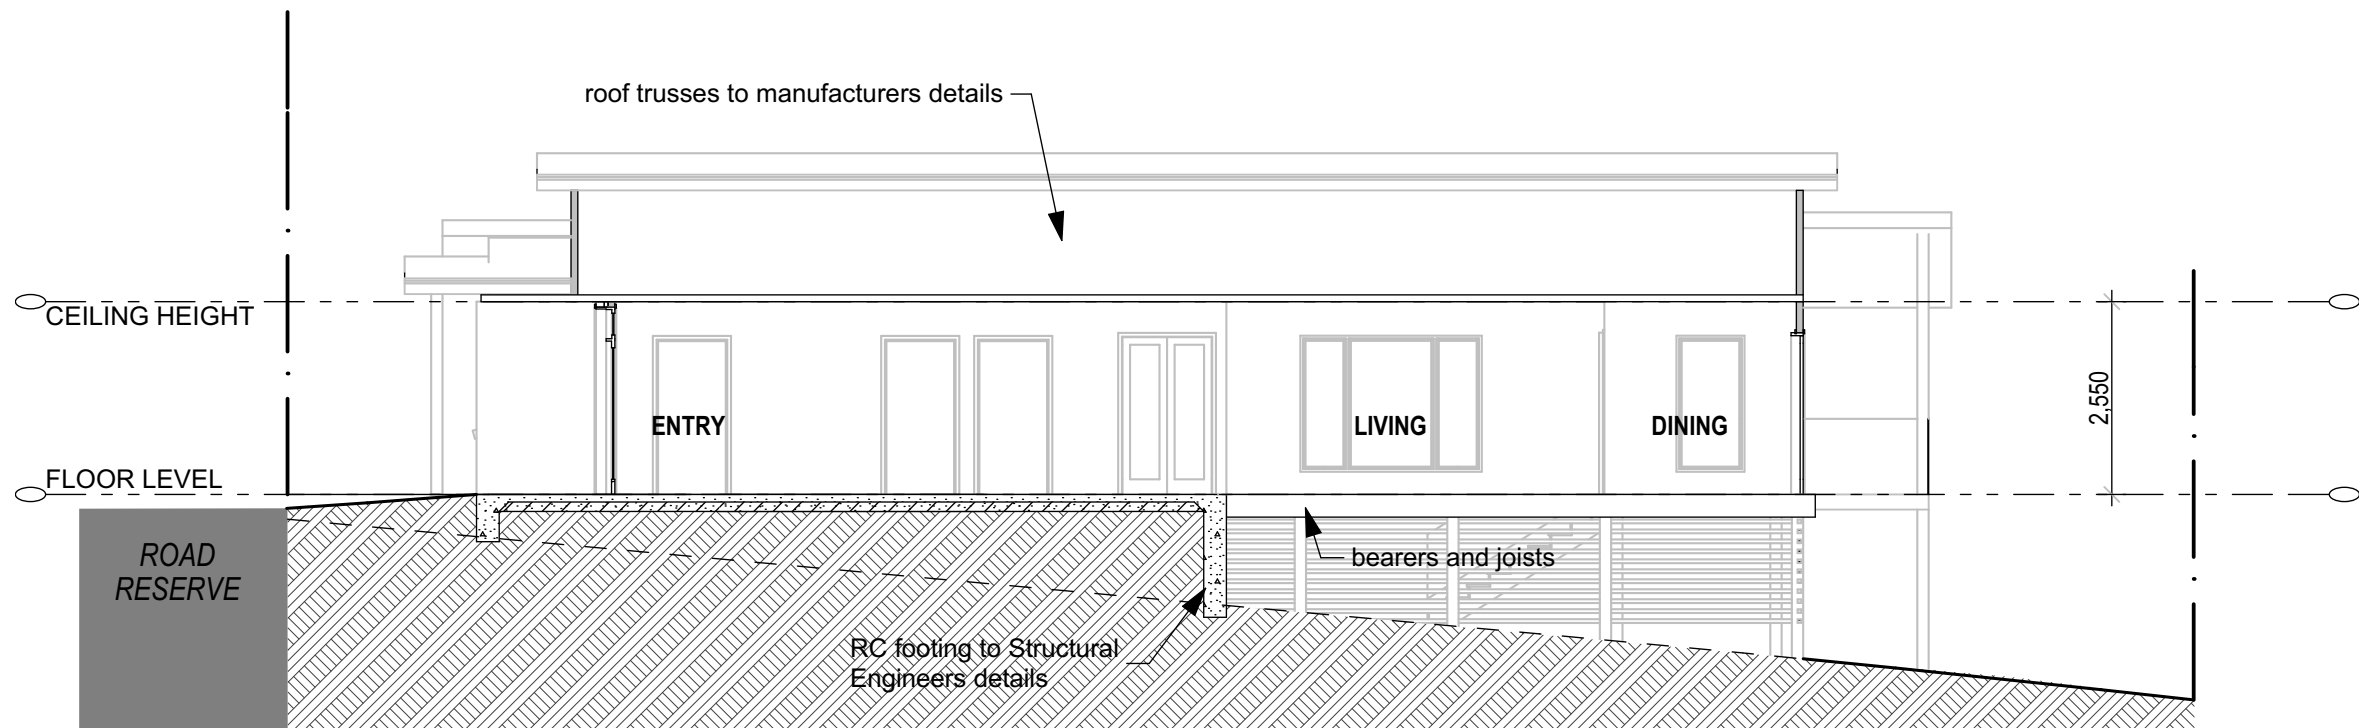 roof trusses to manufacturers details
CEILING HEIGHT
2,550
ENTRY
LIVING
DINING
FLOOR LEVEL
ROAD
RESERVE
bearers and joists
RC footing to Structural
Engineers details